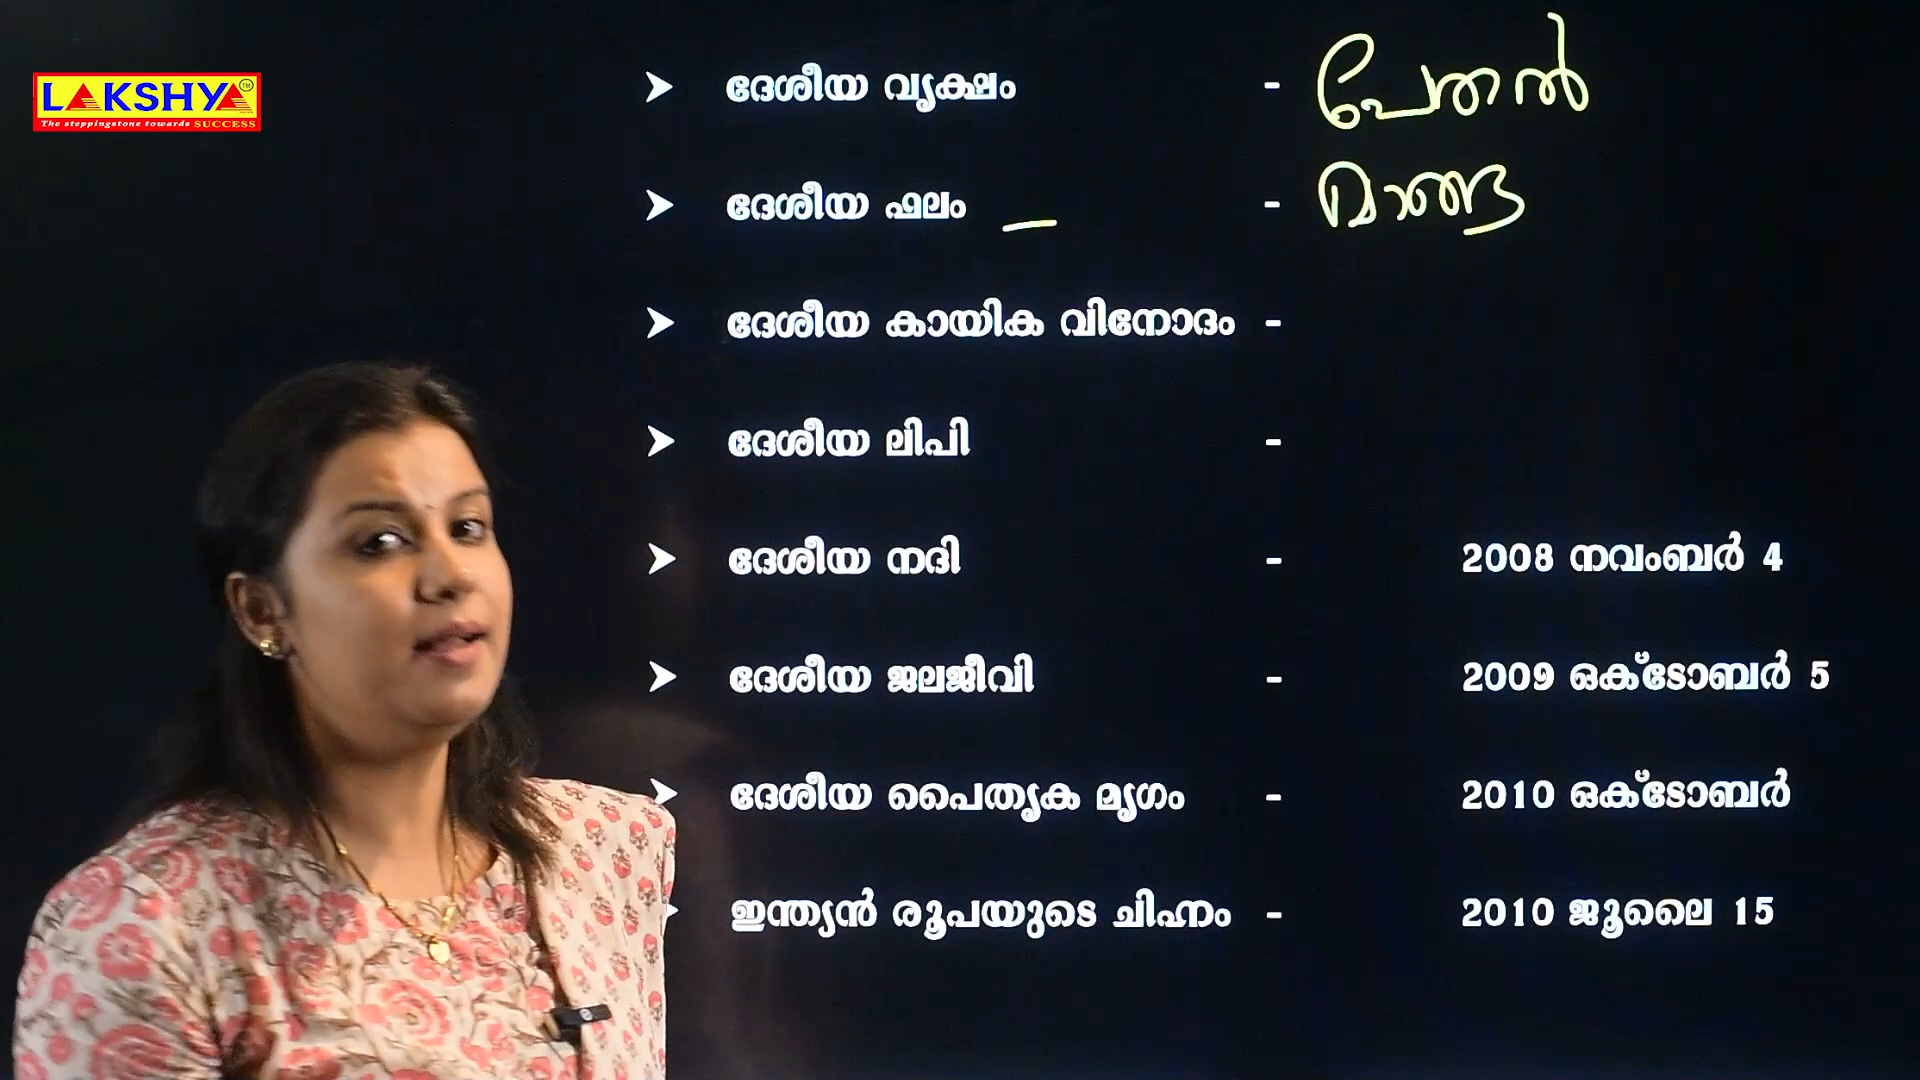 LAKSHYA TM
The steppingstone towards SUCCESS
➤ ദേശീയ വൃക്ഷം - പേരാൽ
➤ ദേശീയ ഫലം - മാങ്ങ
➤ ദേശീയ കായിക വിനോദം -
➤ ദേശീയ ലിപി -
➤ ദേശീയ നദി - 2008 നവംബർ 4
➤ ദേശീയ ജലജീവി - 2009 ഒക്ടോബർ 5
➤ ദേശീയ പൈതൃക മൃഗം - 2010 ഒക്ടോബർ
➤ ഇന്ത്യൻ രൂപയുടെ ചിഹ്നം - 2010 ജൂലൈ 15